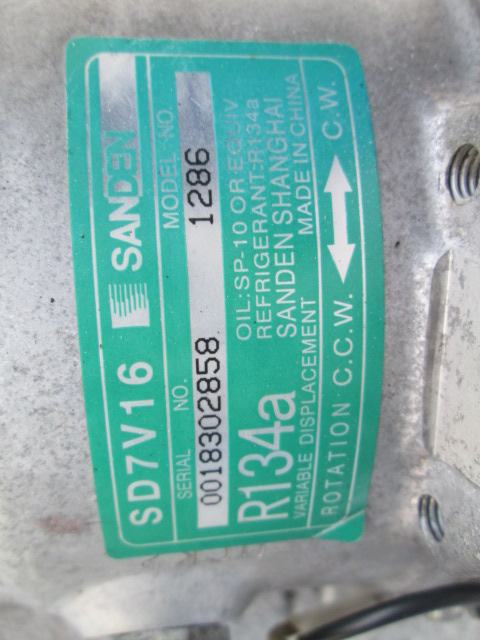 SD7V16 SANDEN
SERIAL NO. MODEL NO.
0018302858 1286
R134a
OIL:SP-10 OR EQUIV
REFRIGERANT:R134a
SANDEN SHANGHAI
VARIABLE DISPLACEMENT MADE IN CHINA
ROTATION C.C.W. C.W.